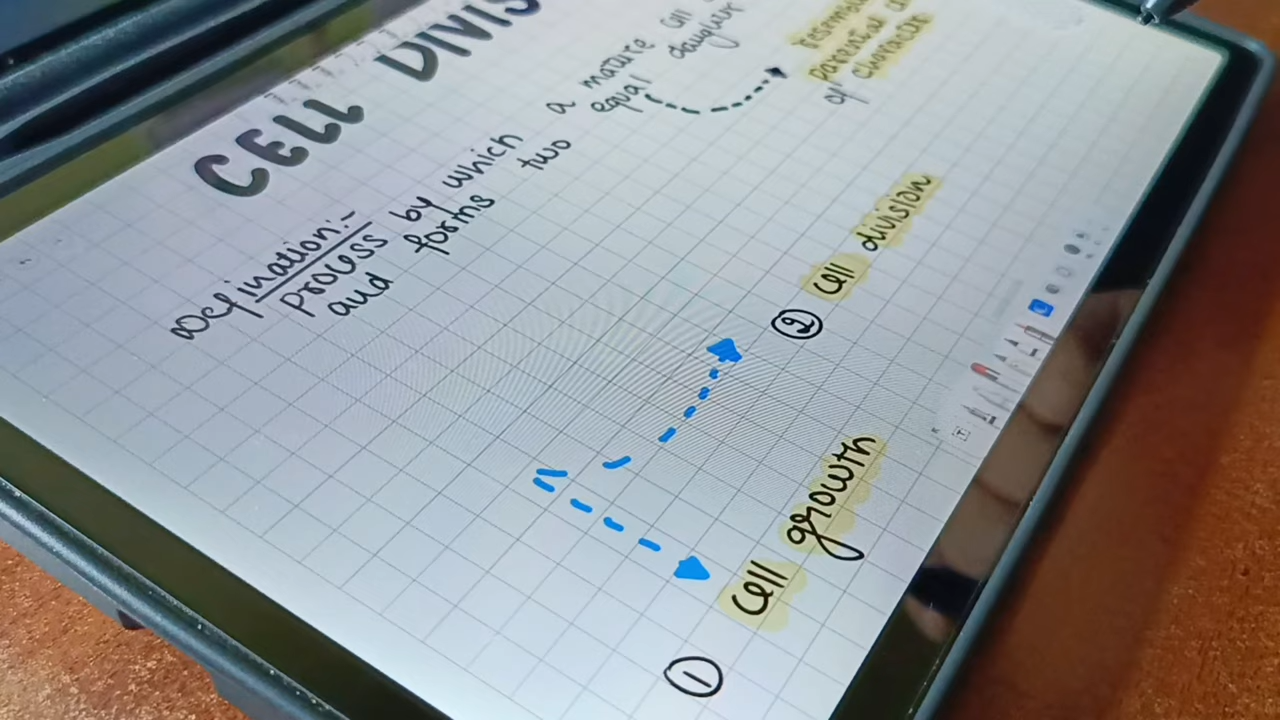 CELL DIVIS
Defination:-
process by which a mature cell
and forms two equal daughter
resemble
parental
of character
① cell growth
② cell division